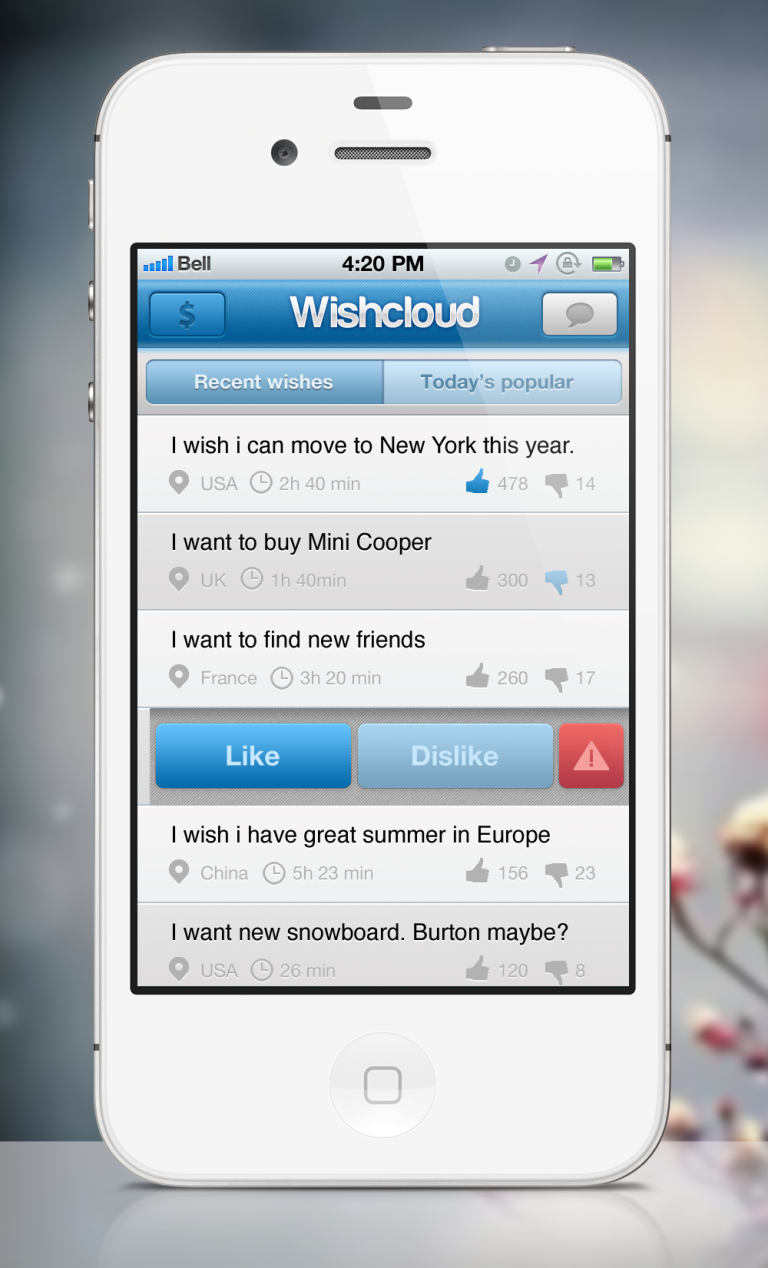 Bell 4:20 PM
$ Wishcloud
Recent wishes Today's popular
I wish i can move to New York this year.
USA 2h 40 min 478 14
I want to buy Mini Cooper
UK 1h 40min 300 13
I want to find new friends
France 3h 20 min 260 17
Like Dislike !
I wish i have great summer in Europe
China 5h 23 min 156 23
I want new snowboard. Burton maybe?
USA 26 min 120 8